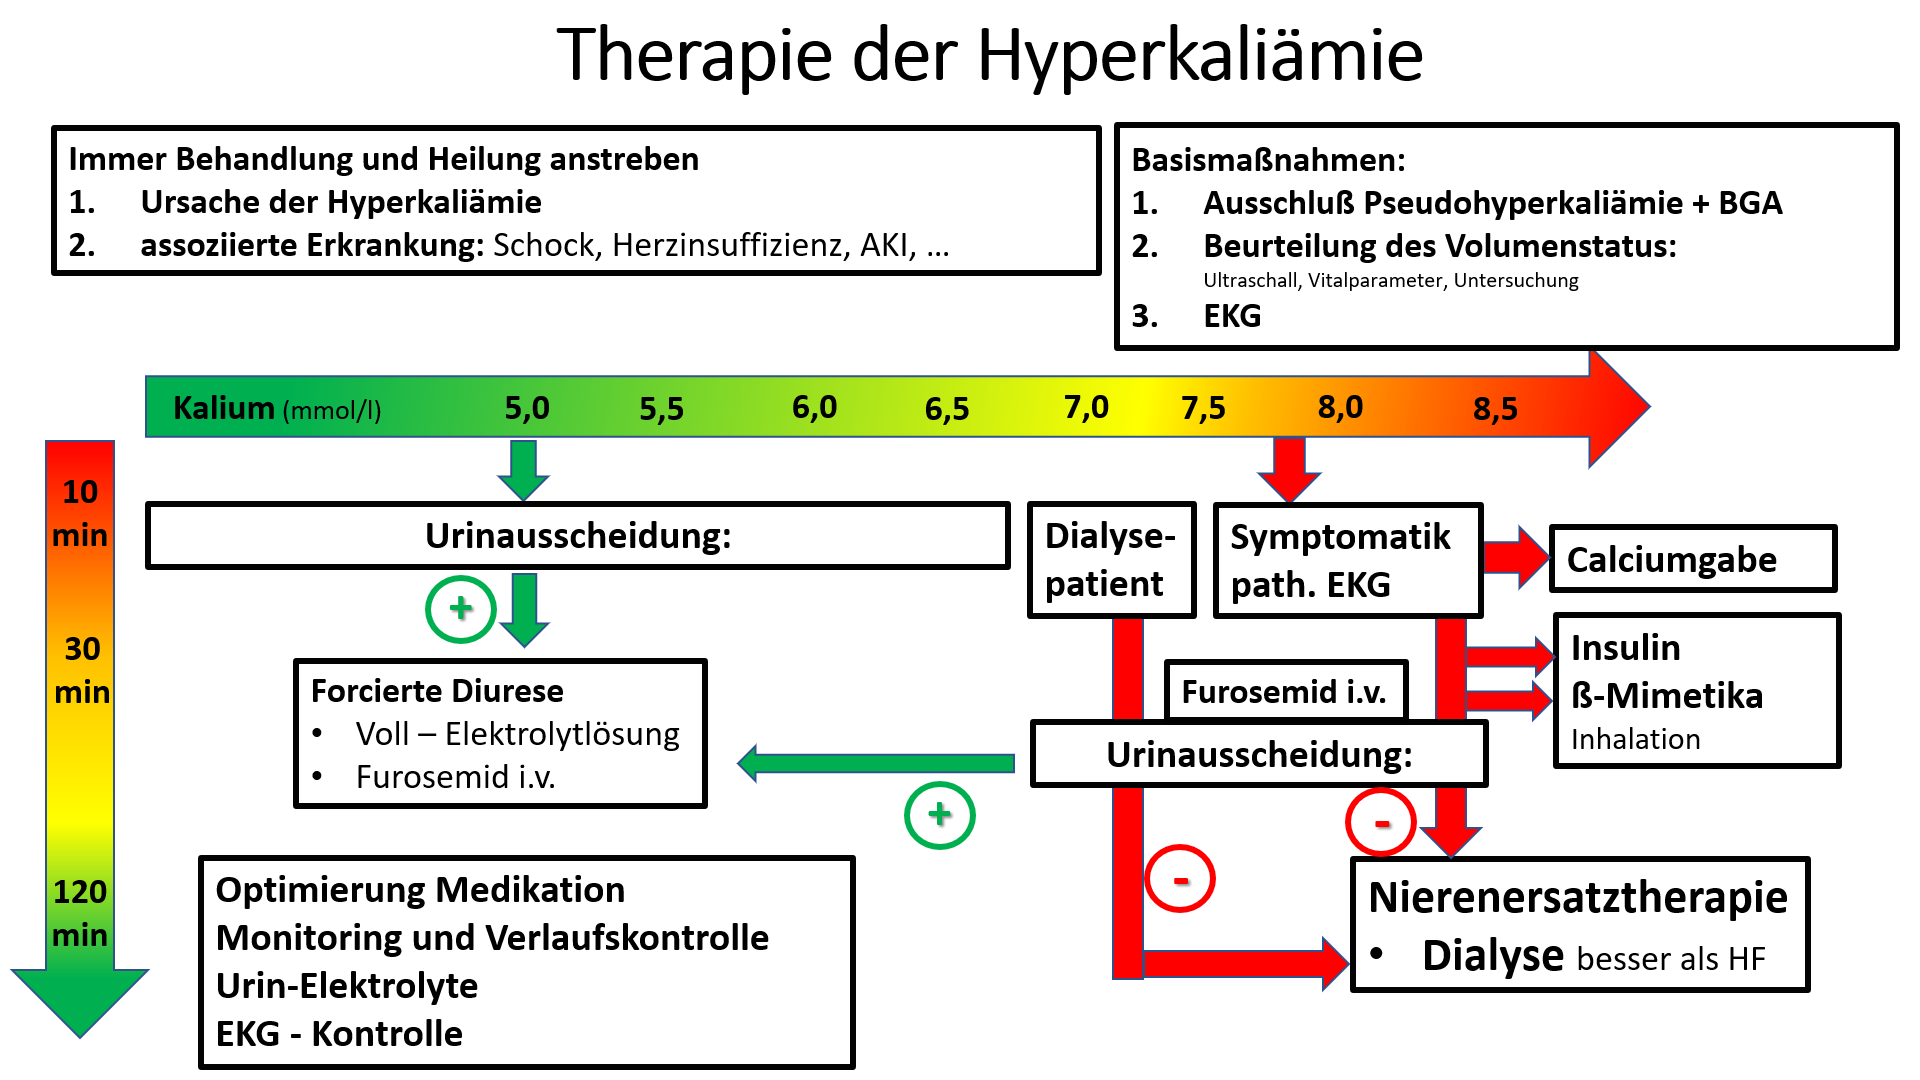 Therapie der Hyperkaliämie
Immer Behandlung und Heilung anstreben
1. Ursache der Hyperkaliämie
2. assoziierte Erkrankung: Schock, Herzinsuffizienz, AKI, ...
Basismaßnahmen:
1. Ausschluß Pseudohyperkaliämie + BGA
2. Beurteilung des Volumenstatus:
Ultraschall, Vitalparameter, Untersuchung
3. EKG
Kalium (mmol/l) 5,0 5,5 6,0 6,5 7,0 7,5 8,0 8,5
10
min
30
min
120
min
Urinausscheidung:
+
Forcierte Diurese
• Voll – Elektrolytlösung
• Furosemid i.v.
Dialyse-
patient
Symptomatik
path. EKG
Calciumgabe
Insulin
ß-Mimetika
Inhalation
Furosemid i.v.
Urinausscheidung:
+
-
-
Nierenersatztherapie
• Dialyse besser als HF
Optimierung Medikation
Monitoring und Verlaufskontrolle
Urin-Elektrolyte
EKG - Kontrolle